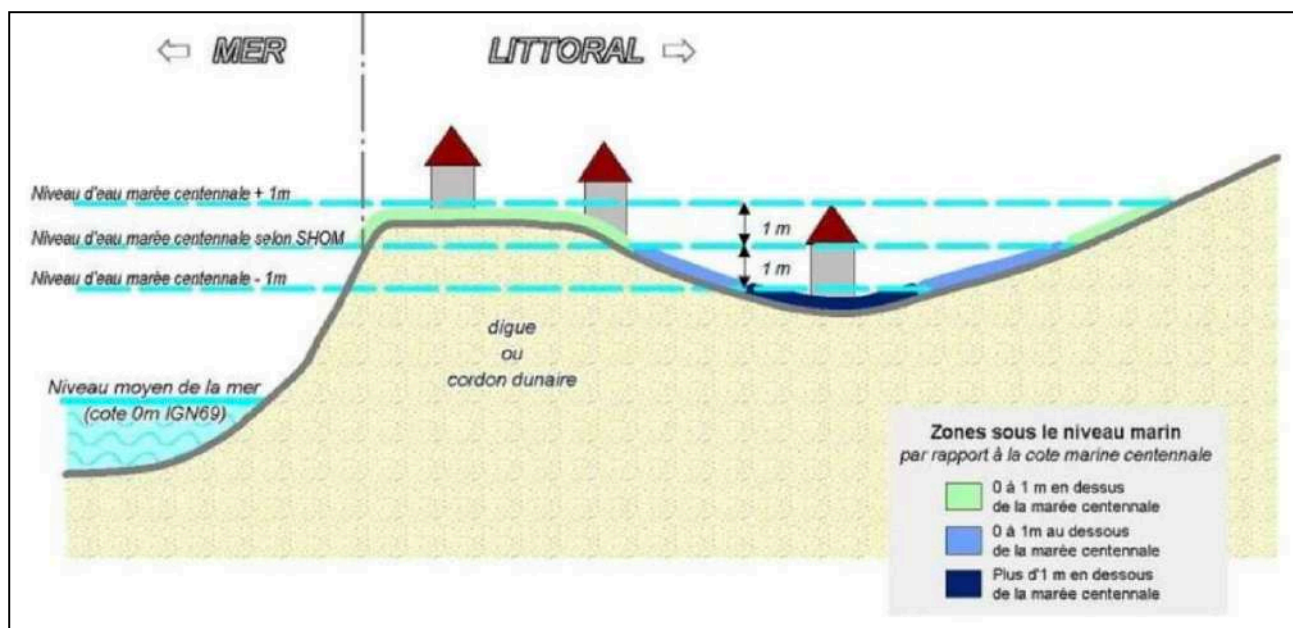 MER
LITTORAL
Niveau d'eau marée centennale + 1m
Niveau d'eau marée centennale selon SHOM
Niveau d'eau marée centennale - 1m
1 m
1 m
digue
ou
cordon dunaire
Niveau moyen de la mer
(cote 0m IGN69)
Zones sous le niveau marin
par rapport à la cote marine centennale
0 à 1 m en dessus
de la marée centennale
0 à 1m au dessous
de la marée centennale
Plus d'1 m en dessous
de la marée centennale